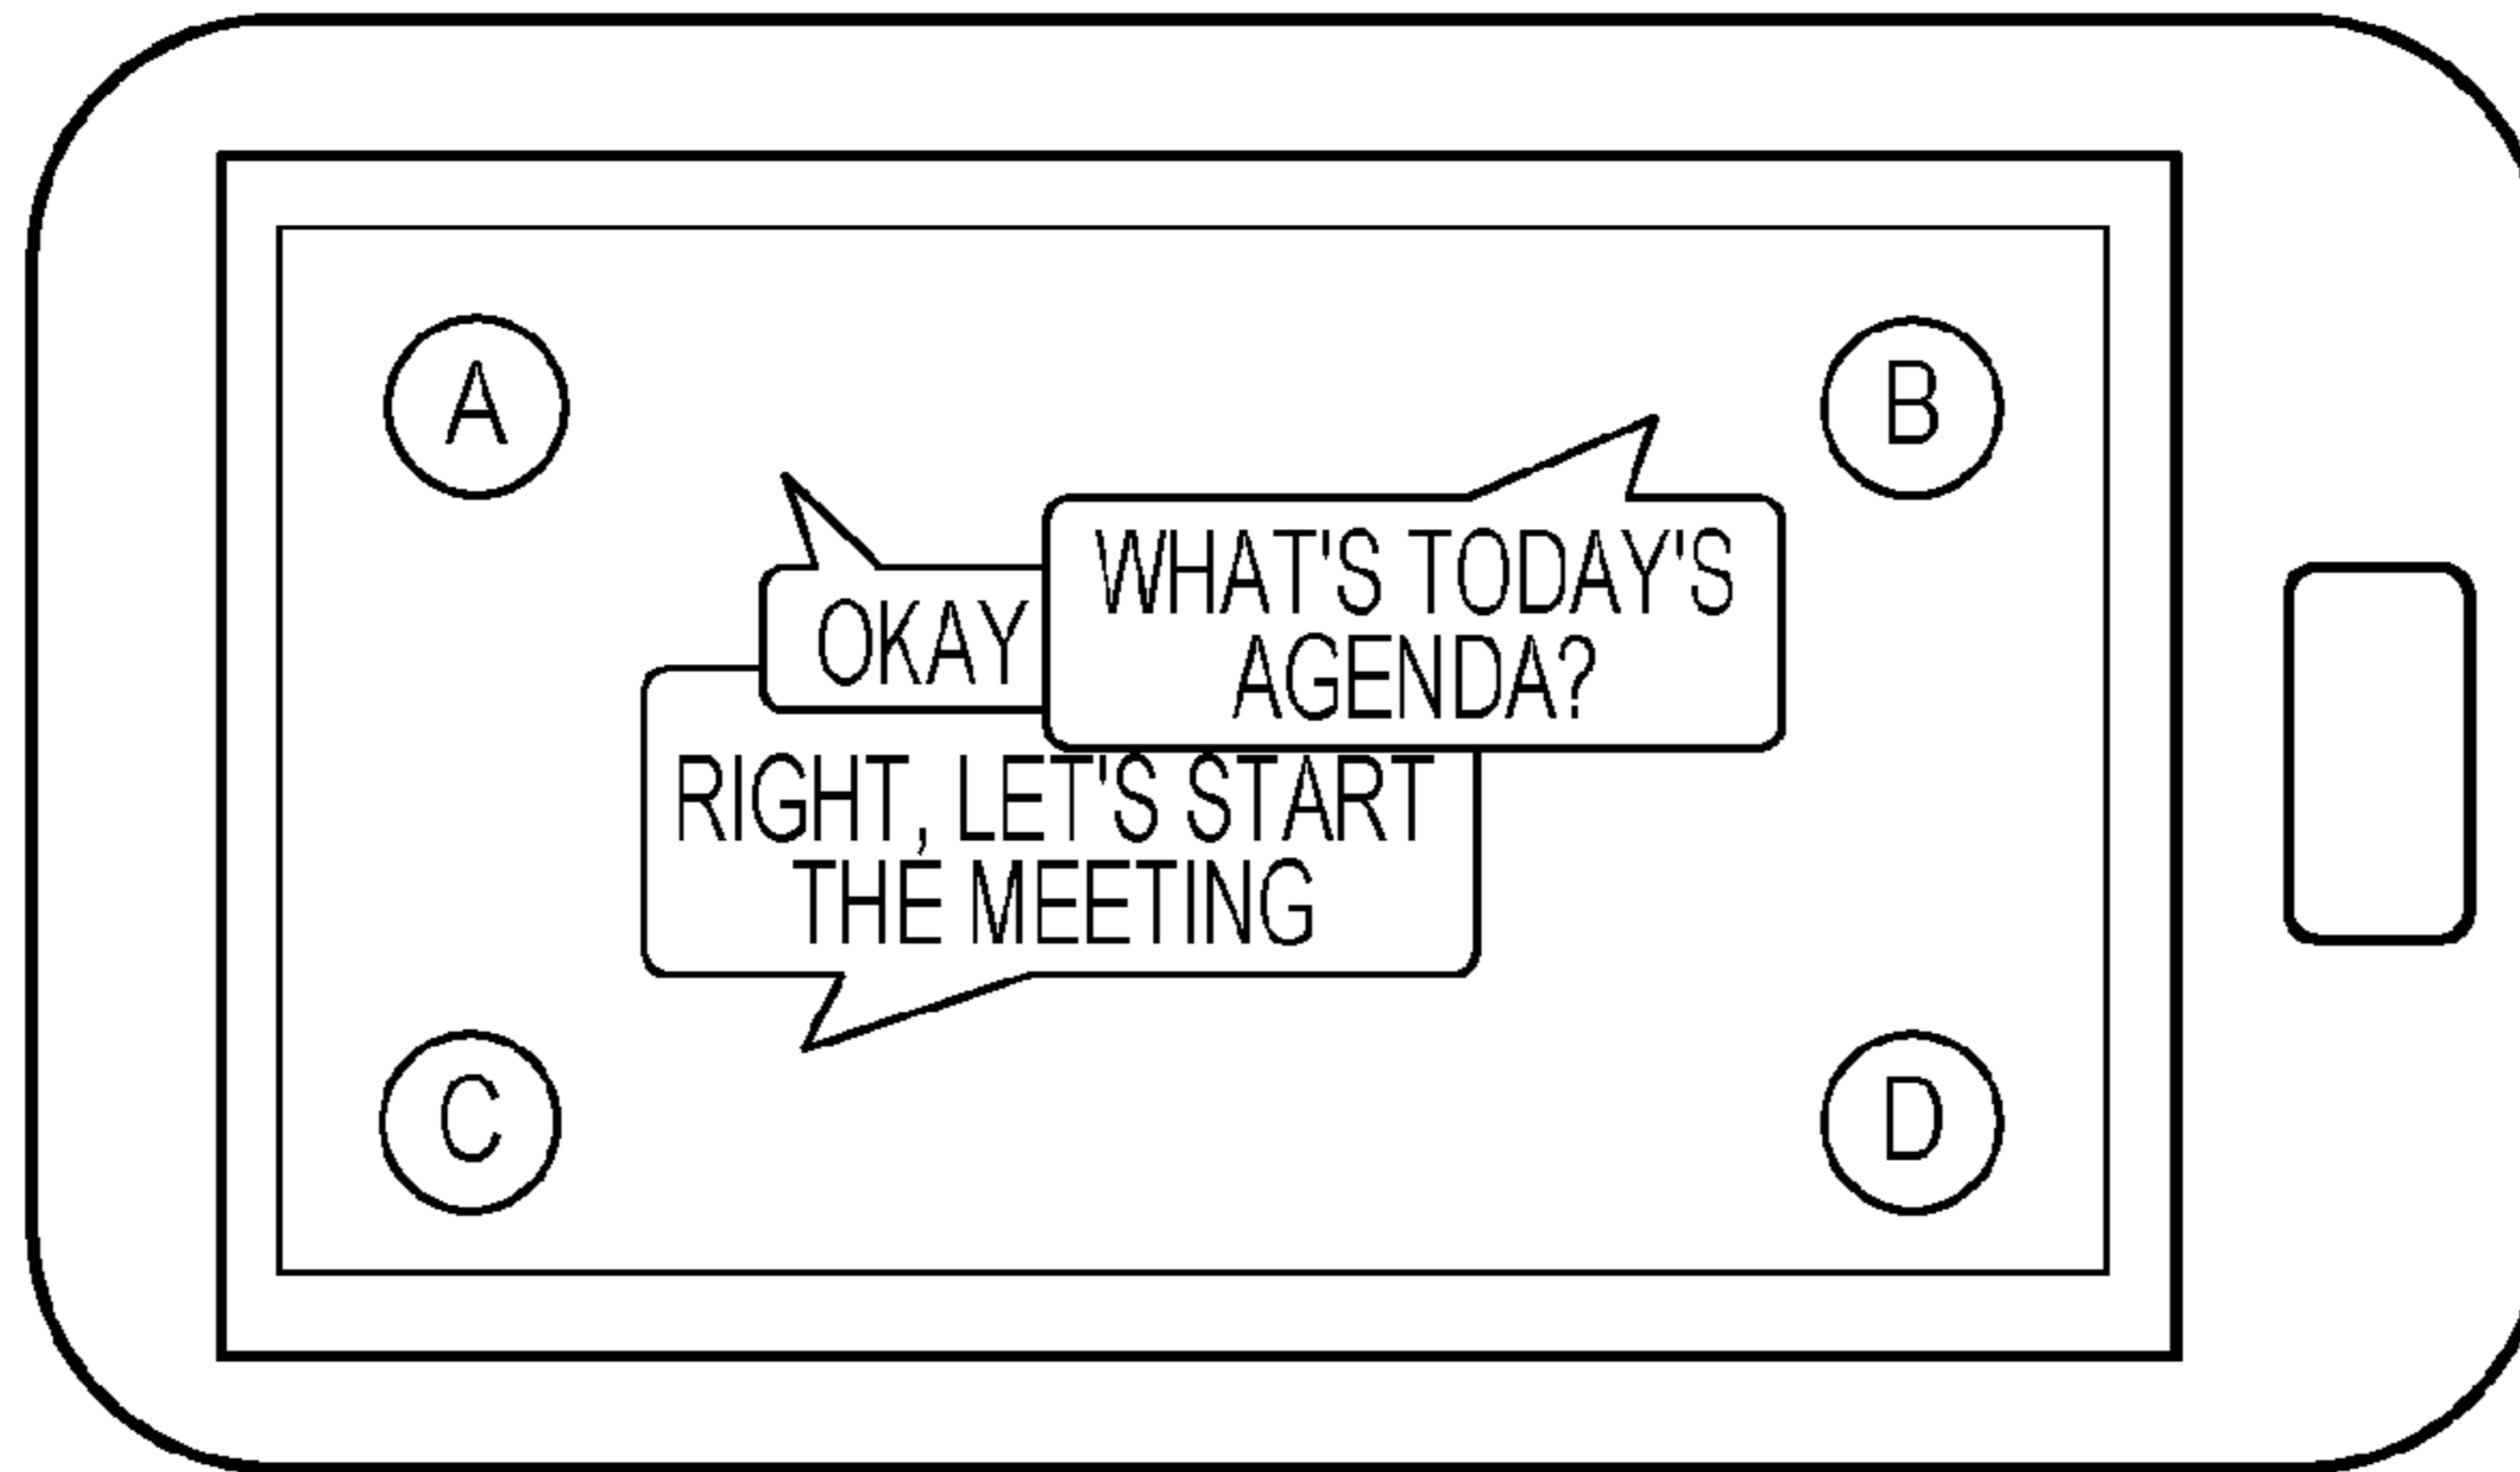 A
B
WHAT'S TODAY'S
AGENDA?
OKAY
RIGHT, LET'S START
THE MEETING
C
D